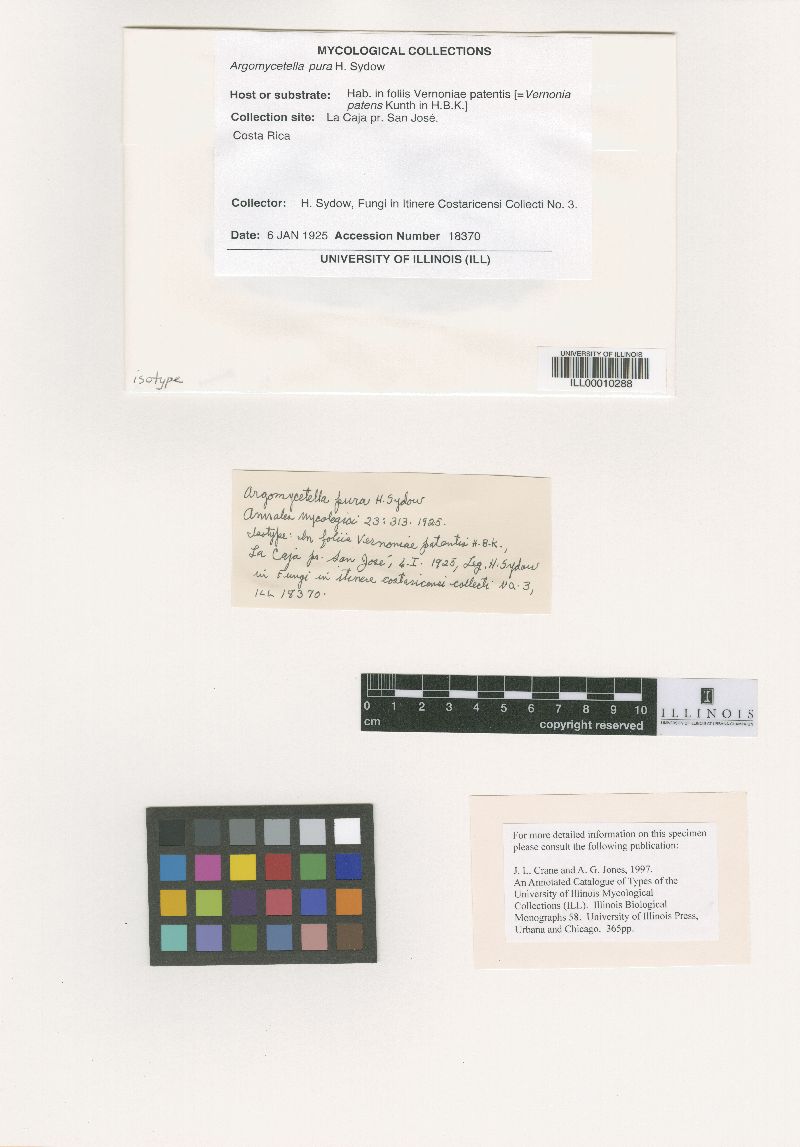 MYCOLOGICAL COLLECTIONS
Argomycetella pura H. Sydow
Host or substrate: Hab. in foliis Vernoniae patentis [=Vernonia
patens Kunth in H.B.K.]
Collection site: La Caja pr. San José.
Costa Rica
Collector: H. Sydow, Fungi in Itinere Costaricensi Collecti No. 3.
Date: 6 JAN 1925 Accession Number 18370
UNIVERSITY OF ILLINOIS (ILL)
UNIVERSITY OF ILLINOIS
ILL00010288
isotype
Argomycetella pura H. Sydow
Annales Mycologici 23: 313. 1925.
Isotype: In foliis Vernoniae patentis H.B.K.,
La Caja pr. San José, 6. I. 1925, Leg. H. Sydow
in Fungi in itinere costaricensi collecti No. 3,
ILL 18370.
0 1 2 3 4 5 6 7 8 9 10
cm copyright reserved
I
ILLINOIS
UNIVERSITY OF ILLINOIS AT URBANA-CHAMPAIGN
For more detailed information on this specimen
please consult the following publication:
J. L. Crane and A. G. Jones, 1997.
An Annotated Catalogue of Types of the
University of Illinois Mycological
Collections (ILL). Illinois Biological
Monographs 58. University of Illinois Press,
Urbana and Chicago. 365pp.